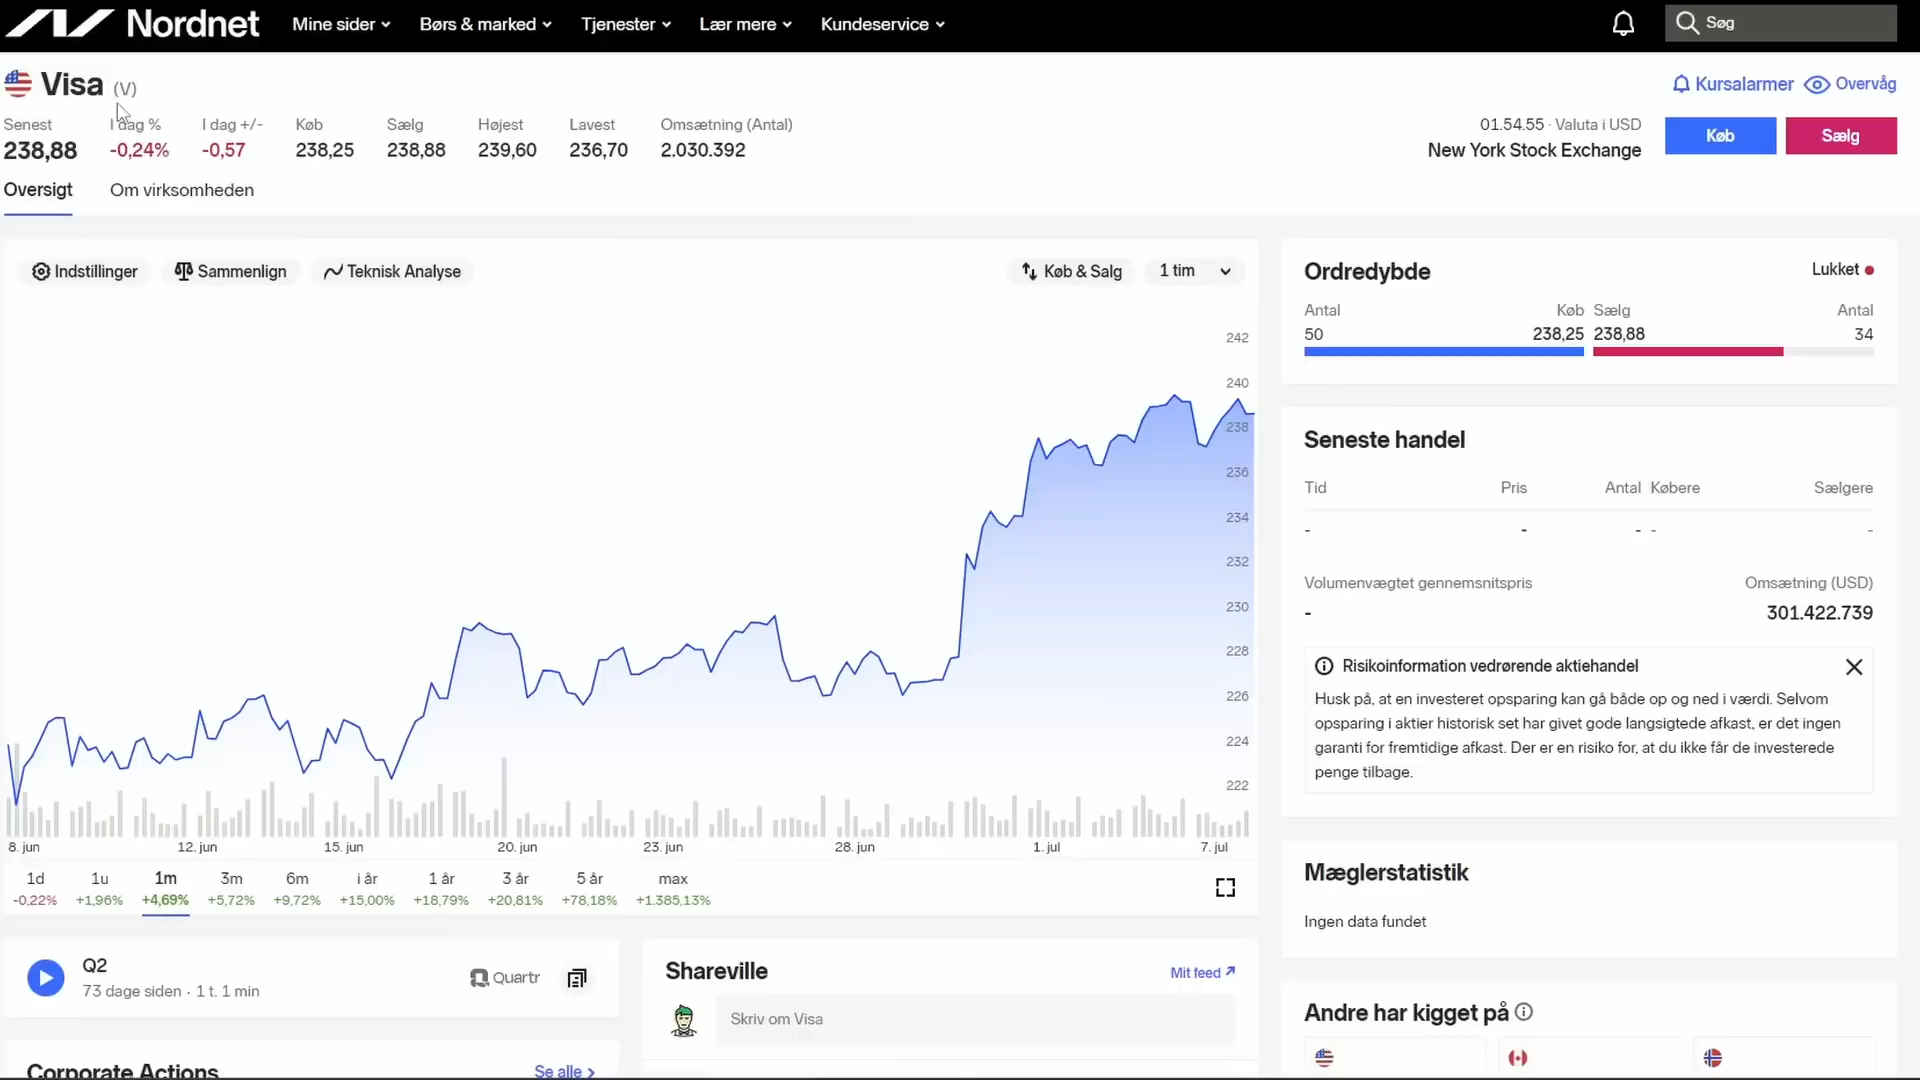 Nordnet Mine sider Børs & marked Tjenester Lær mere Kundeservice Søg
Visa (V)
Kursalarmer Overvåg
Senest I dag % I dag +/- Køb Sælg Højest Lavest Omsætning (Antal)
238,88 -0,24% -0,57 238,25 238,88 239,60 236,70 2.030.392
01.54.55 · Valuta i USD
New York Stock Exchange
Køb Sælg
Oversigt Om virksomheden
Indstillinger Sammenlign Teknisk Analyse Køb & Salg 1 tim
242
240
238
236
234
232
230
228
226
224
222
8. jun 12. jun 15. jun 20. jun 23. jun 28. jun 1. jul 7. jul
1d 1u 1m 3m 6m i år 1 år 3 år 5 år max
-0,22% +1,96% +4,69% +5,72% +9,72% +15,00% +18,79% +20,81% +78,18% +1.385,13%
Q2
73 dage siden · 1 t. 1 min
Quartr
Corporate Actions Se alle
Shareville Mit feed
Skriv om Visa
Ordredybde Lukket
Antal Køb Sælg Antal
50 238,25 238,88 34
Seneste handel
Tid Pris Antal Købere Sælgere
- - - - -
Volumenvægtet gennemsnitspris Omsætning (USD)
- 301.422.739
Risikoinformation vedrørende aktiehandel
Husk på, at en investeret opsparing kan gå både op og ned i værdi. Selvom
opsparing i aktier historisk set har givet gode langsigtede afkast, er det ingen
garanti for fremtidige afkast. Der er en risiko for, at du ikke får de investerede
penge tilbage.
Mæglerstatistik
Ingen data fundet
Andre har kigget på